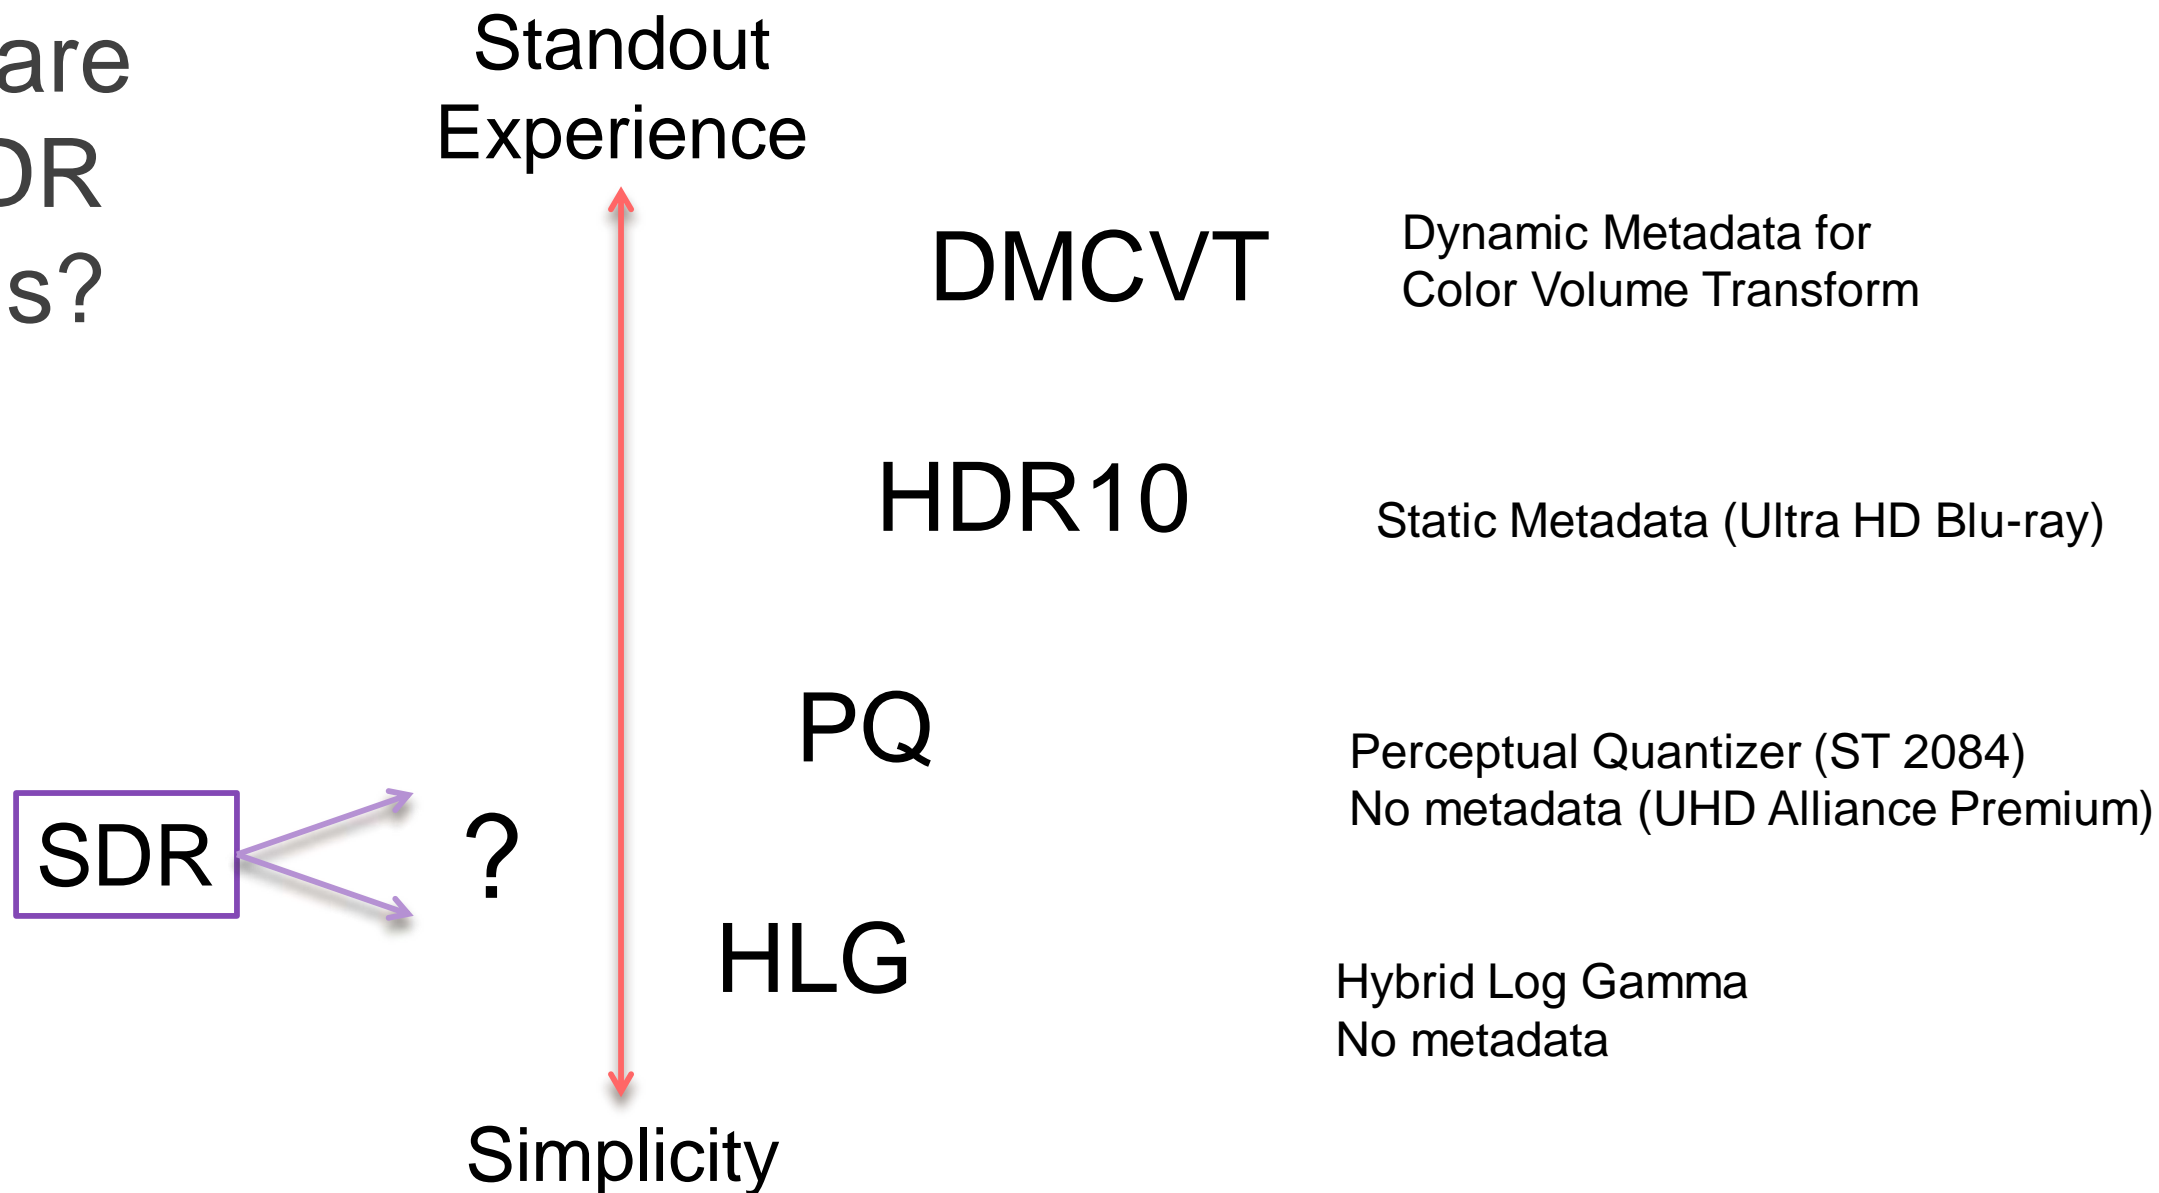 are
DR
s?
Standout
Experience
DMCVT
Dynamic Metadata for
Color Volume Transform
HDR10
Static Metadata (Ultra HD Blu-ray)
PQ
Perceptual Quantizer (ST 2084)
No metadata (UHD Alliance Premium)
SDR
?
HLG
Hybrid Log Gamma
No metadata
Simplicity